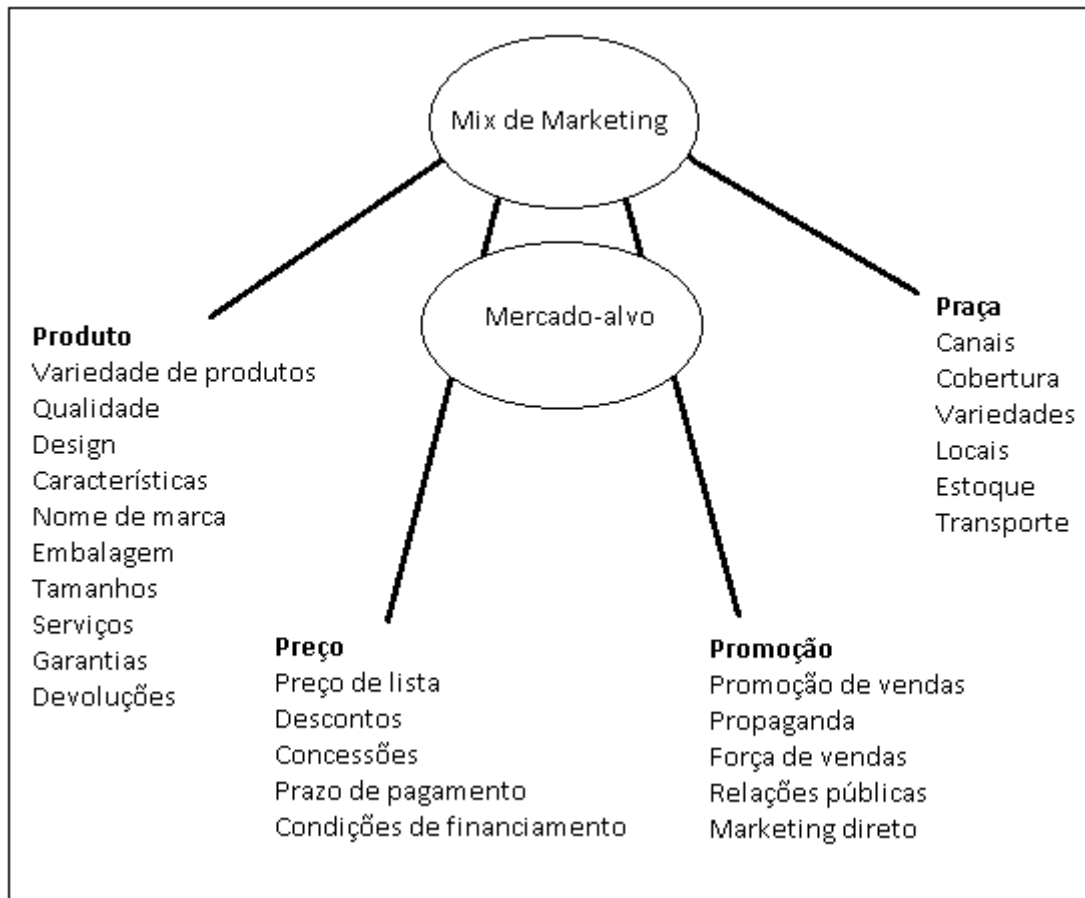 Mix de Marketing
Mercado-alvo
Produto
Variedade de produtos
Qualidade
Design
Características
Nome de marca
Embalagem
Tamanhos
Serviços
Garantias
Devoluções
Preço
Preço de lista
Descontos
Concessões
Prazo de pagamento
Condições de financiamento
Promoção
Promoção de vendas
Propaganda
Força de vendas
Relações públicas
Marketing direto
Praça
Canais
Cobertura
Variedades
Locais
Estoque
Transporte